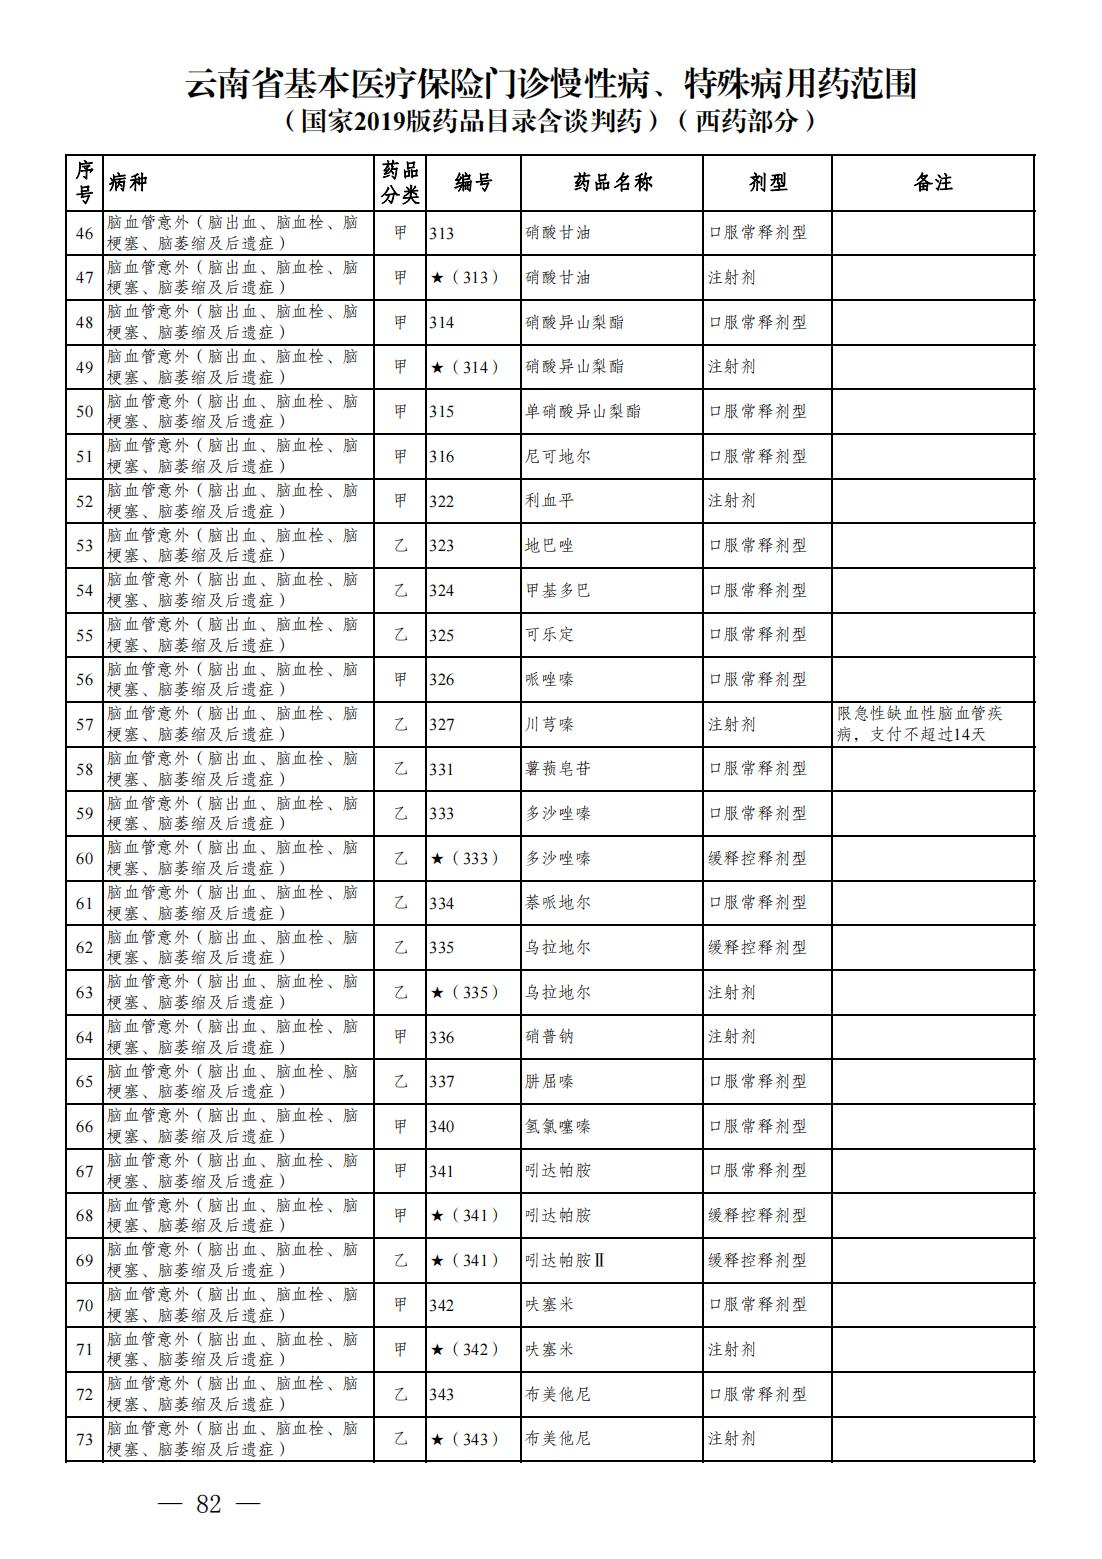 云南省基本医疗保险门诊慢性病、特殊病用药范围
（国家2019版药品目录含谈判药）（西药部分）
序号 病种 药品分类 编号 药品名称 剂型 备注
46 脑血管意外（脑出血、脑血栓、脑梗塞、脑萎缩及后遗症） 甲 313 硝酸甘油 口服常释剂型
47 脑血管意外（脑出血、脑血栓、脑梗塞、脑萎缩及后遗症） 甲 ★（313） 硝酸甘油 注射剂
48 脑血管意外（脑出血、脑血栓、脑梗塞、脑萎缩及后遗症） 甲 314 硝酸异山梨酯 口服常释剂型
49 脑血管意外（脑出血、脑血栓、脑梗塞、脑萎缩及后遗症） 甲 ★（314） 硝酸异山梨酯 注射剂
50 脑血管意外（脑出血、脑血栓、脑梗塞、脑萎缩及后遗症） 甲 315 单硝酸异山梨酯 口服常释剂型
51 脑血管意外（脑出血、脑血栓、脑梗塞、脑萎缩及后遗症） 甲 316 尼可地尔 口服常释剂型
52 脑血管意外（脑出血、脑血栓、脑梗塞、脑萎缩及后遗症） 甲 322 利血平 注射剂
53 脑血管意外（脑出血、脑血栓、脑梗塞、脑萎缩及后遗症） 乙 323 地巴唑 口服常释剂型
54 脑血管意外（脑出血、脑血栓、脑梗塞、脑萎缩及后遗症） 乙 324 甲基多巴 口服常释剂型
55 脑血管意外（脑出血、脑血栓、脑梗塞、脑萎缩及后遗症） 乙 325 可乐定 口服常释剂型
56 脑血管意外（脑出血、脑血栓、脑梗塞、脑萎缩及后遗症） 甲 326 哌唑嗪 口服常释剂型
57 脑血管意外（脑出血、脑血栓、脑梗塞、脑萎缩及后遗症） 乙 327 川芎嗪 注射剂 限急性缺血性脑血管疾病，支付不超过14天
58 脑血管意外（脑出血、脑血栓、脑梗塞、脑萎缩及后遗症） 乙 331 薯蓣皂苷 口服常释剂型
59 脑血管意外（脑出血、脑血栓、脑梗塞、脑萎缩及后遗症） 乙 333 多沙唑嗪 口服常释剂型
60 脑血管意外（脑出血、脑血栓、脑梗塞、脑萎缩及后遗症） 乙 ★（333） 多沙唑嗪 缓释控释剂型
61 脑血管意外（脑出血、脑血栓、脑梗塞、脑萎缩及后遗症） 乙 334 萘哌地尔 口服常释剂型
62 脑血管意外（脑出血、脑血栓、脑梗塞、脑萎缩及后遗症） 乙 335 乌拉地尔 缓释控释剂型
63 脑血管意外（脑出血、脑血栓、脑梗塞、脑萎缩及后遗症） 乙 ★（335） 乌拉地尔 注射剂
64 脑血管意外（脑出血、脑血栓、脑梗塞、脑萎缩及后遗症） 甲 336 硝普钠 注射剂
65 脑血管意外（脑出血、脑血栓、脑梗塞、脑萎缩及后遗症） 乙 337 肼屈嗪 口服常释剂型
66 脑血管意外（脑出血、脑血栓、脑梗塞、脑萎缩及后遗症） 甲 340 氢氯噻嗪 口服常释剂型
67 脑血管意外（脑出血、脑血栓、脑梗塞、脑萎缩及后遗症） 甲 341 吲达帕胺 口服常释剂型
68 脑血管意外（脑出血、脑血栓、脑梗塞、脑萎缩及后遗症） 甲 ★（341） 吲达帕胺 缓释控释剂型
69 脑血管意外（脑出血、脑血栓、脑梗塞、脑萎缩及后遗症） 乙 ★（341） 吲达帕胺Ⅱ 缓释控释剂型
70 脑血管意外（脑出血、脑血栓、脑梗塞、脑萎缩及后遗症） 甲 342 呋塞米 口服常释剂型
71 脑血管意外（脑出血、脑血栓、脑梗塞、脑萎缩及后遗症） 甲 ★（342） 呋塞米 注射剂
72 脑血管意外（脑出血、脑血栓、脑梗塞、脑萎缩及后遗症） 乙 343 布美他尼 口服常释剂型
73 脑血管意外（脑出血、脑血栓、脑梗塞、脑萎缩及后遗症） 乙 ★（343） 布美他尼 注射剂
— 82 —